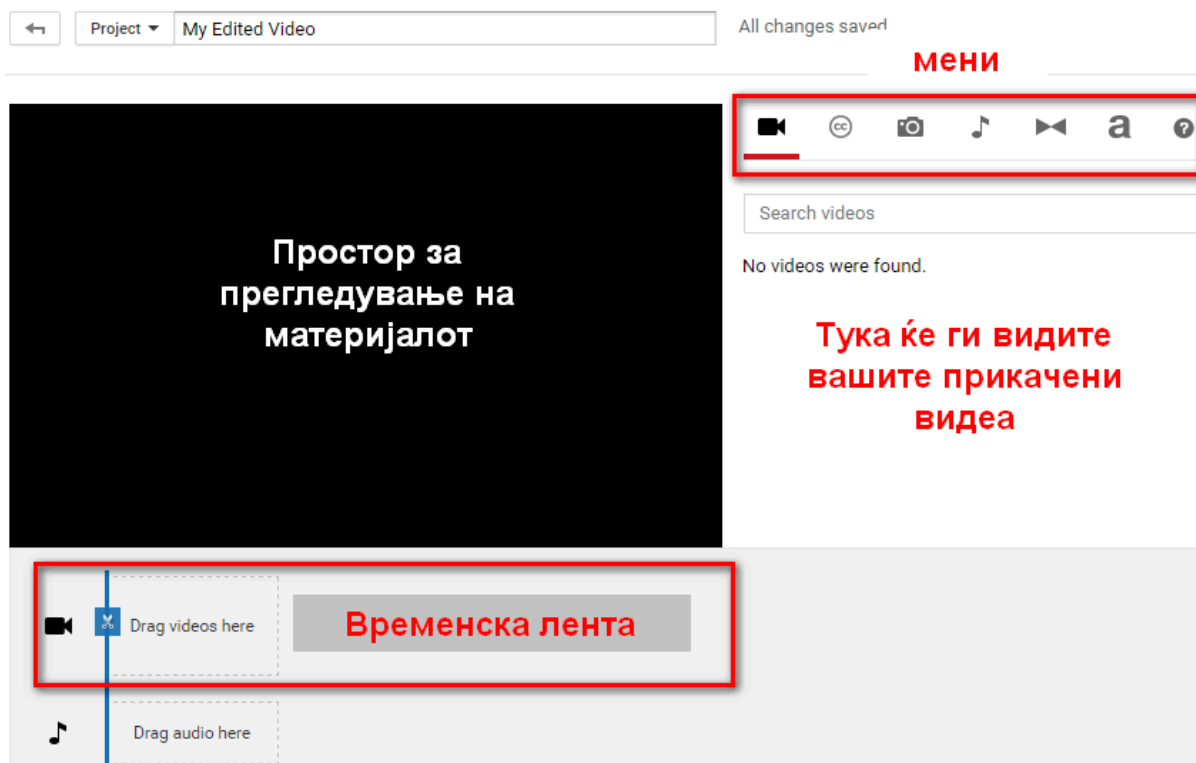 Project
My Edited Video
All changes saved
мени
cc
a
?
Search videos
No videos were found.
Простор за
прегледување на
материјалот
Тука ќе ги видите
вашите прикачени
видеа
Drag videos here
Временска лента
Drag audio here